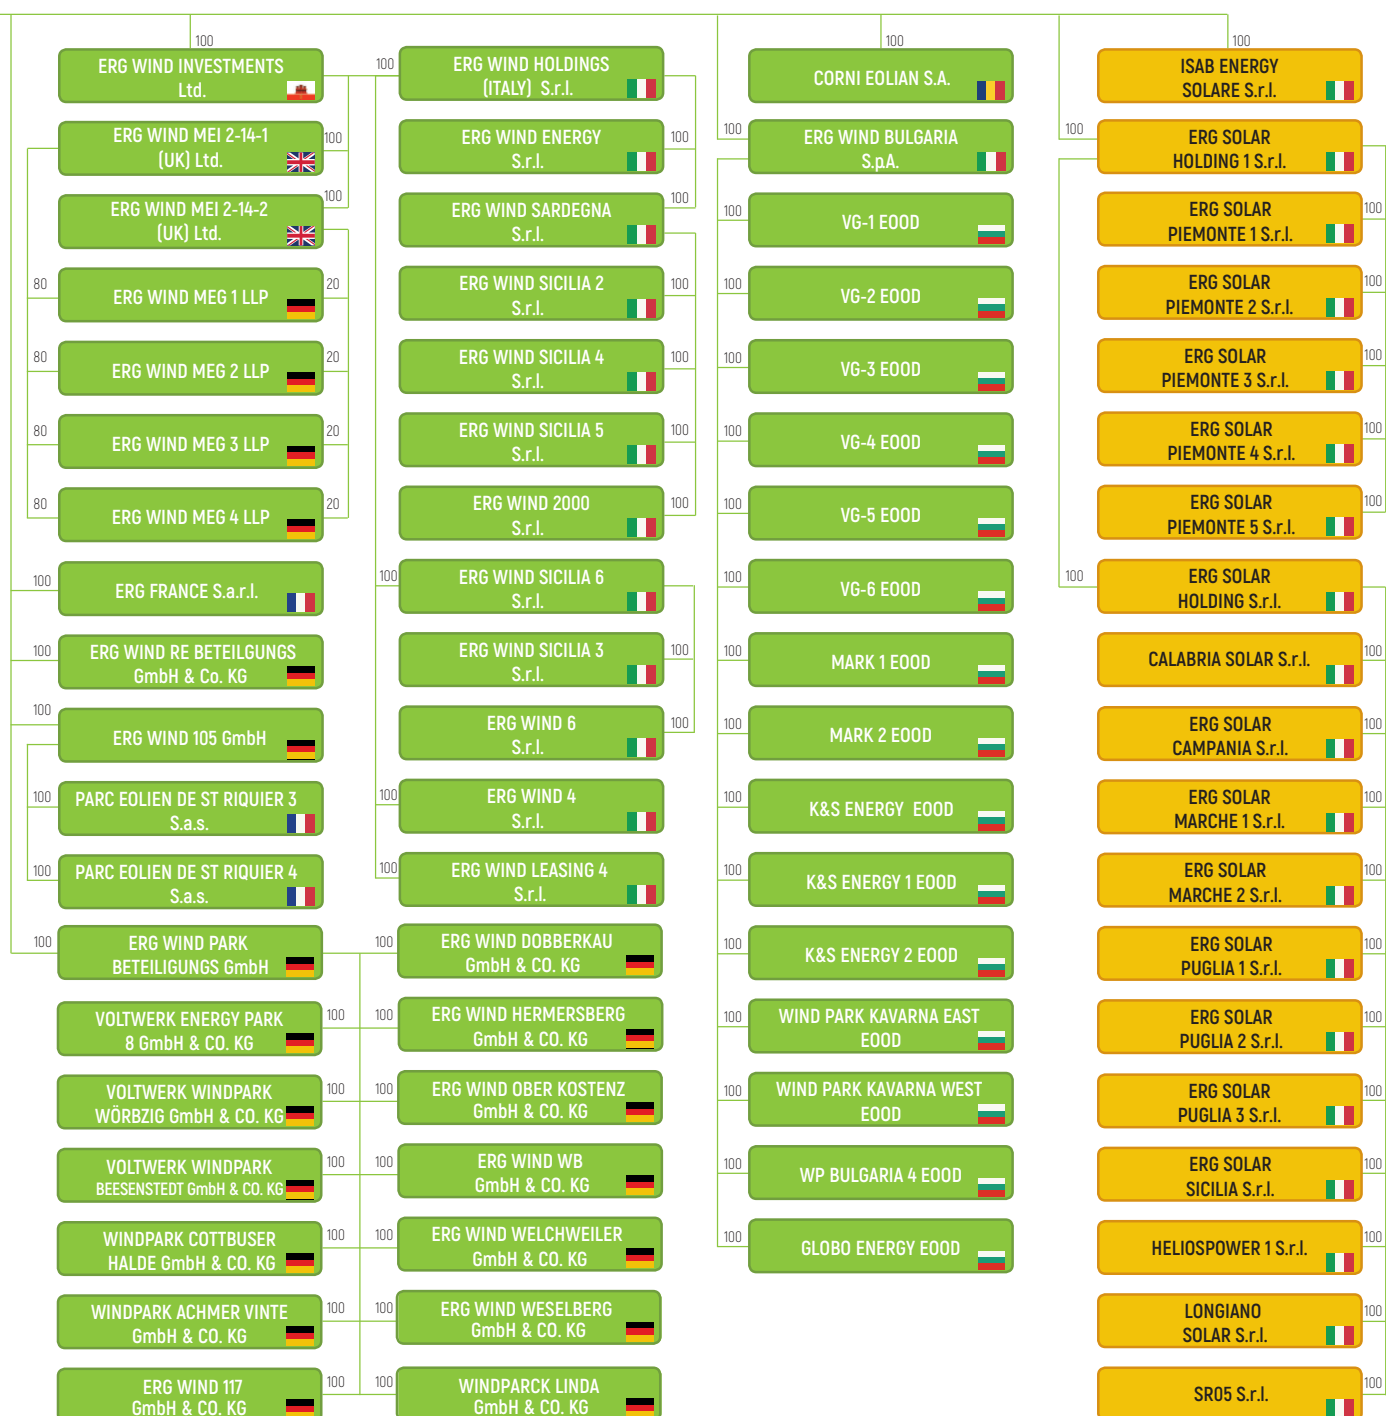 100
ERG WIND INVESTMENTS
Ltd.
100
ERG WIND MEI 2-14-1
(UK) Ltd.
100
ERG WIND MEI 2-14-2
(UK) Ltd.
80
ERG WIND MEG 1 LLP
20
80
ERG WIND MEG 2 LLP
20
80
ERG WIND MEG 3 LLP
20
80
ERG WIND MEG 4 LLP
20
100
ERG FRANCE S.a.r.l.
100
ERG WIND RE BETEILGUNGS
GmbH & Co. KG
100
ERG WIND 105 GmbH
100
PARC EOLIEN DE ST RIQUIER 3
S.a.s.
100
PARC EOLIEN DE ST RIQUIER 4
S.a.s.
100
ERG WIND PARK
BETEILIGUNGS GmbH
VOLTWERK ENERGY PARK
8 GmbH & CO. KG
100
VOLTWERK WINDPARK
WÖRBZIG GmbH & CO. KG
100
VOLTWERK WINDPARK
BEESENSTEDT GmbH & CO. KG
100
WINDPARK COTTBUSER
HALDE GmbH & CO. KG
100
WINDPARK ACHMER VINTE
GmbH & CO. KG
100
ERG WIND 117
GmbH & CO. KG
100
100
ERG WIND HOLDINGS
(ITALY) S.r.l.
ERG WIND ENERGY
S.r.l.
100
ERG WIND SARDEGNA
S.r.l.
100
ERG WIND SICILIA 2
S.r.l.
100
ERG WIND SICILIA 4
S.r.l.
100
ERG WIND SICILIA 5
S.r.l.
100
ERG WIND 2000
S.r.l.
100
100
ERG WIND SICILIA 6
S.r.l.
ERG WIND SICILIA 3
S.r.l.
100
ERG WIND 6
S.r.l.
100
100
ERG WIND 4
S.r.l.
100
ERG WIND LEASING 4
S.r.l.
100
ERG WIND DOBBERKAU
GmbH & CO. KG
100
ERG WIND HERMERSBERG
GmbH & CO. KG
100
ERG WIND OBER KOSTENZ
GmbH & CO. KG
100
ERG WIND WB
GmbH & CO. KG
100
ERG WIND WELCHWEILER
GmbH & CO. KG
100
ERG WIND WESELBERG
GmbH & CO. KG
100
WINDPARCK LINDA
GmbH & CO. KG
100
CORNI EOLIAN S.A.
100
ERG WIND BULGARIA
S.p.A.
100
VG-1 EOOD
100
VG-2 EOOD
100
VG-3 EOOD
100
VG-4 EOOD
100
VG-5 EOOD
100
VG-6 EOOD
100
MARK 1 EOOD
100
MARK 2 EOOD
100
K&S ENERGY EOOD
100
K&S ENERGY 1 EOOD
100
K&S ENERGY 2 EOOD
100
WIND PARK KAVARNA EAST
EOOD
100
WIND PARK KAVARNA WEST
EOOD
100
WP BULGARIA 4 EOOD
100
GLOBO ENERGY EOOD
100
ISAB ENERGY
SOLARE S.r.l.
100
ERG SOLAR
HOLDING 1 S.r.l.
ERG SOLAR
PIEMONTE 1 S.r.l.
100
ERG SOLAR
PIEMONTE 2 S.r.l.
100
ERG SOLAR
PIEMONTE 3 S.r.l.
100
ERG SOLAR
PIEMONTE 4 S.r.l.
100
ERG SOLAR
PIEMONTE 5 S.r.l.
100
100
ERG SOLAR
HOLDING S.r.l.
CALABRIA SOLAR S.r.l.
100
ERG SOLAR
CAMPANIA S.r.l.
100
ERG SOLAR
MARCHE 1 S.r.l.
100
ERG SOLAR
MARCHE 2 S.r.l.
100
ERG SOLAR
PUGLIA 1 S.r.l.
100
ERG SOLAR
PUGLIA 2 S.r.l.
100
ERG SOLAR
PUGLIA 3 S.r.l.
100
ERG SOLAR
SICILIA S.r.l.
100
HELIOSPOWER 1 S.r.l.
100
LONGIANO
SOLAR S.r.l.
100
SR05 S.r.l.
100